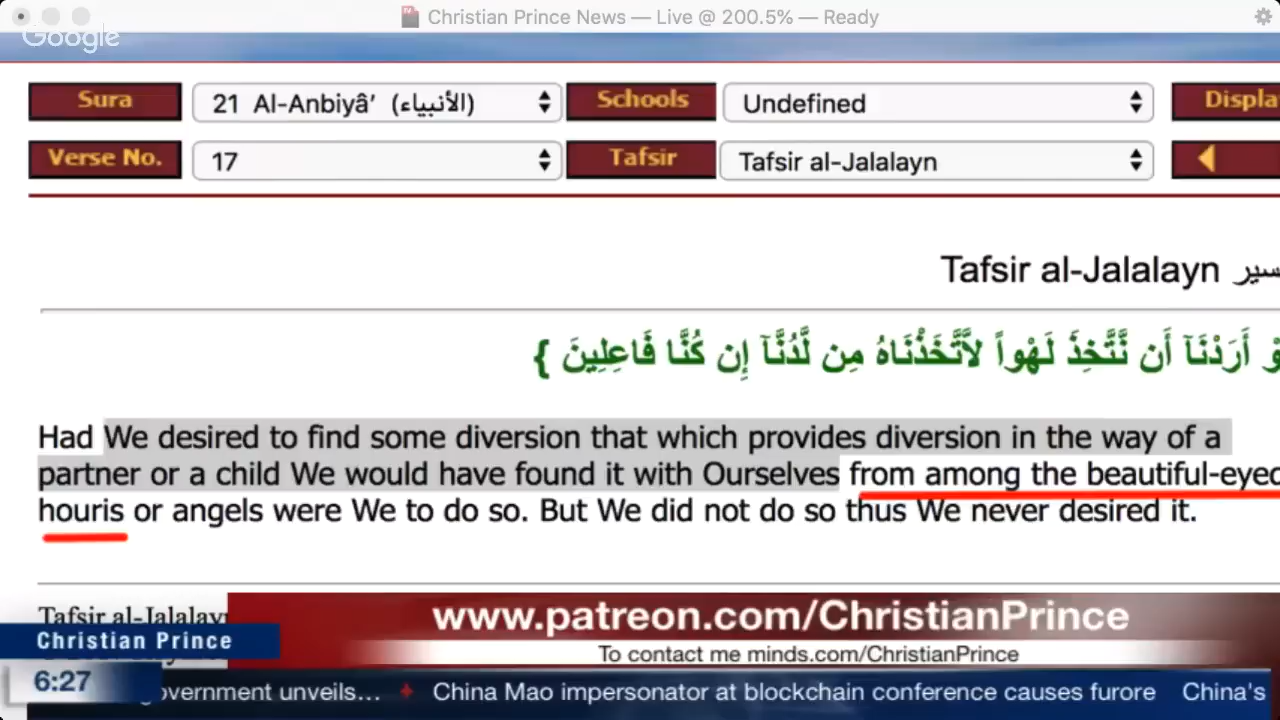 Christian Prince News — Live @ 200.5% — Ready
Google
Sura
21 Al-Anbiyâ' (الأنبياء)
Schools
Undefined
Verse No.
17
Tafsir
Tafsir al-Jalalayn
Tafsir al-Jalalayn
أَرَدْنَآ أَن نَّتَّخِذَ لَهْواً لاَّتَّخَذْنَاهُ مِن لَّدُنَّآ إِن كُنَّا فَاعِلِينَ }
Had We desired to find some diversion that which provides diversion in the way of a
partner or a child We would have found it with Ourselves from among the beautiful-eyed
houris or angels were We to do so. But We did not do so thus We never desired it.
Tafsir al-Jalalayn
www.patreon.com/ChristianPrince
Christian Prince
To contact me minds.com/ChristianPrince
6:27
government unveils... ♦ China Mao impersonator at blockchain conference causes furore China's